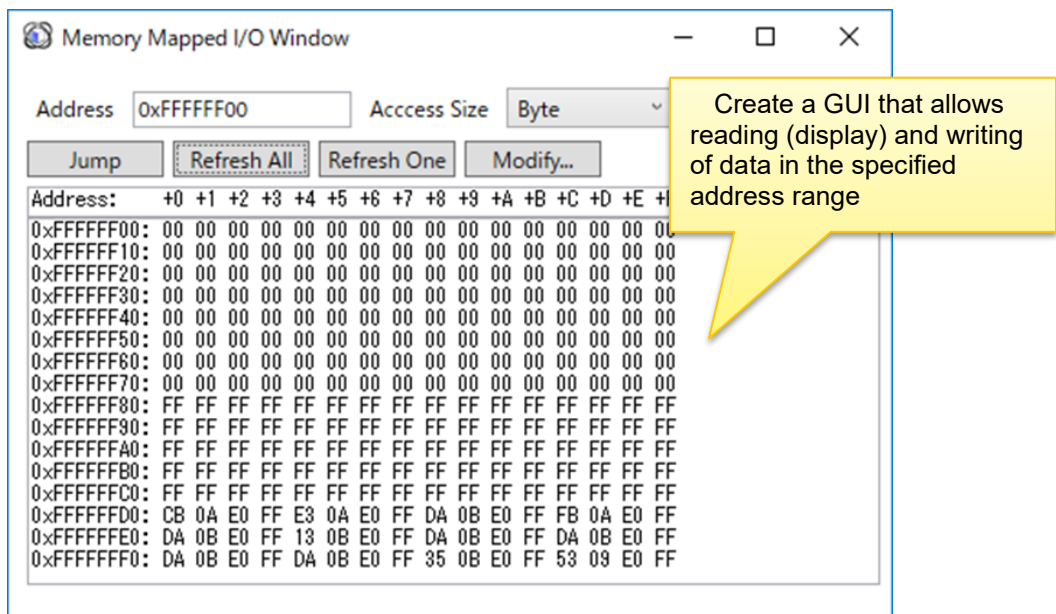 Memory Mapped I/O Window
Address 0xFFFFFF00 Acccess Size Byte
Create a GUI that allows
reading (display) and writing
of data in the specified
address range
Jump Refresh All Refresh One Modify...
Address: +0 +1 +2 +3 +4 +5 +6 +7 +8 +9 +A +B +C +D +E
0xFFFFFF00: 00 00 00 00 00 00 00 00 00 00 00 00 00 00 00 00
0xFFFFFF10: 00 00 00 00 00 00 00 00 00 00 00 00 00 00 00 00
0xFFFFFF20: 00 00 00 00 00 00 00 00 00 00 00 00 00 00 00 00
0xFFFFFF30: 00 00 00 00 00 00 00 00 00 00 00 00 00 00 00 00
0xFFFFFF40: 00 00 00 00 00 00 00 00 00 00 00 00 00 00 00 00
0xFFFFFF50: 00 00 00 00 00 00 00 00 00 00 00 00 00 00 00 00
0xFFFFFF60: 00 00 00 00 00 00 00 00 00 00 00 00 00 00 00 00
0xFFFFFF70: 00 00 00 00 00 00 00 00 00 00 00 00 00 00 00 00
0xFFFFFF80: FF FF FF FF FF FF FF FF FF FF FF FF FF FF FF FF
0xFFFFFF90: FF FF FF FF FF FF FF FF FF FF FF FF FF FF FF FF
0xFFFFFFA0: FF FF FF FF FF FF FF FF FF FF FF FF FF FF FF FF
0xFFFFFFB0: FF FF FF FF FF FF FF FF FF FF FF FF FF FF FF FF
0xFFFFFFC0: FF FF FF FF FF FF FF FF FF FF FF FF FF FF FF FF
0xFFFFFFD0: CB 0A E0 FF E3 0A E0 FF DA 0B E0 FF FB 0A E0 FF
0xFFFFFFE0: DA 0B E0 FF 13 0B E0 FF DA 0B E0 FF DA 0B E0 FF
0xFFFFFFF0: DA 0B E0 FF DA 0B E0 FF 35 0B E0 FF 53 09 E0 FF